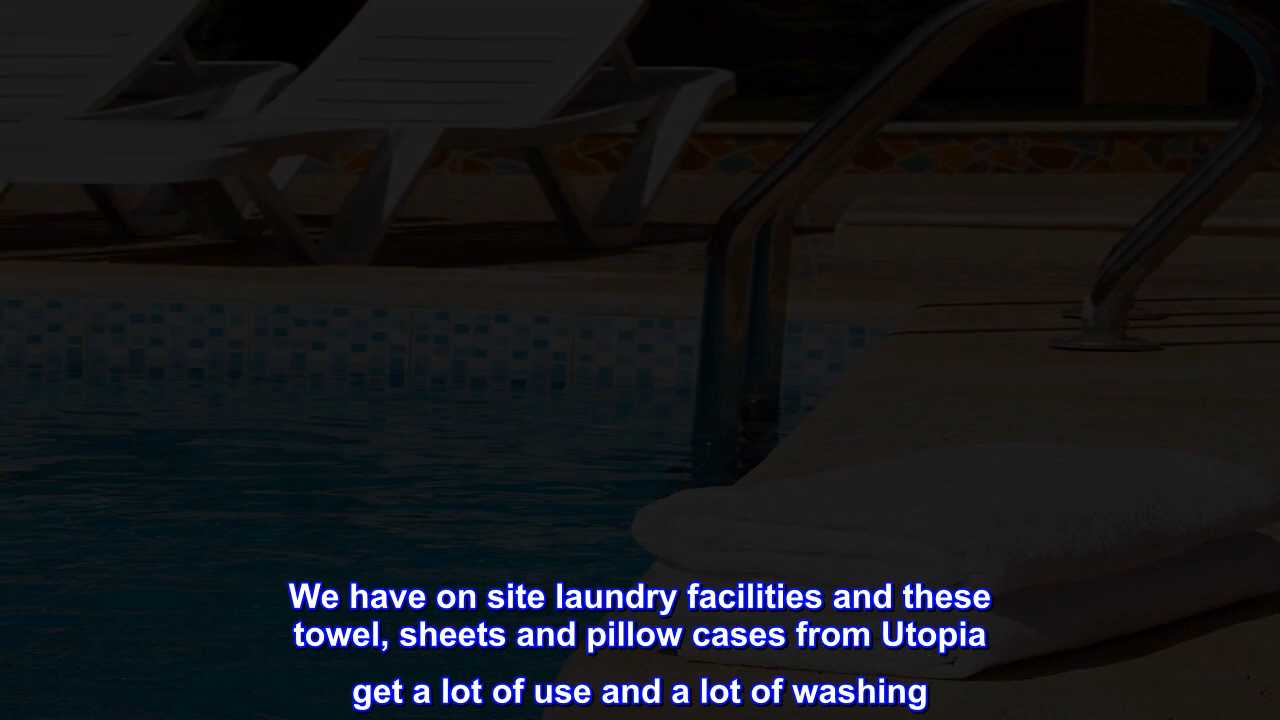 We have on site laundry facilities and these
towel, sheets and pillow cases from Utopia
get a lot of use and a lot of washing